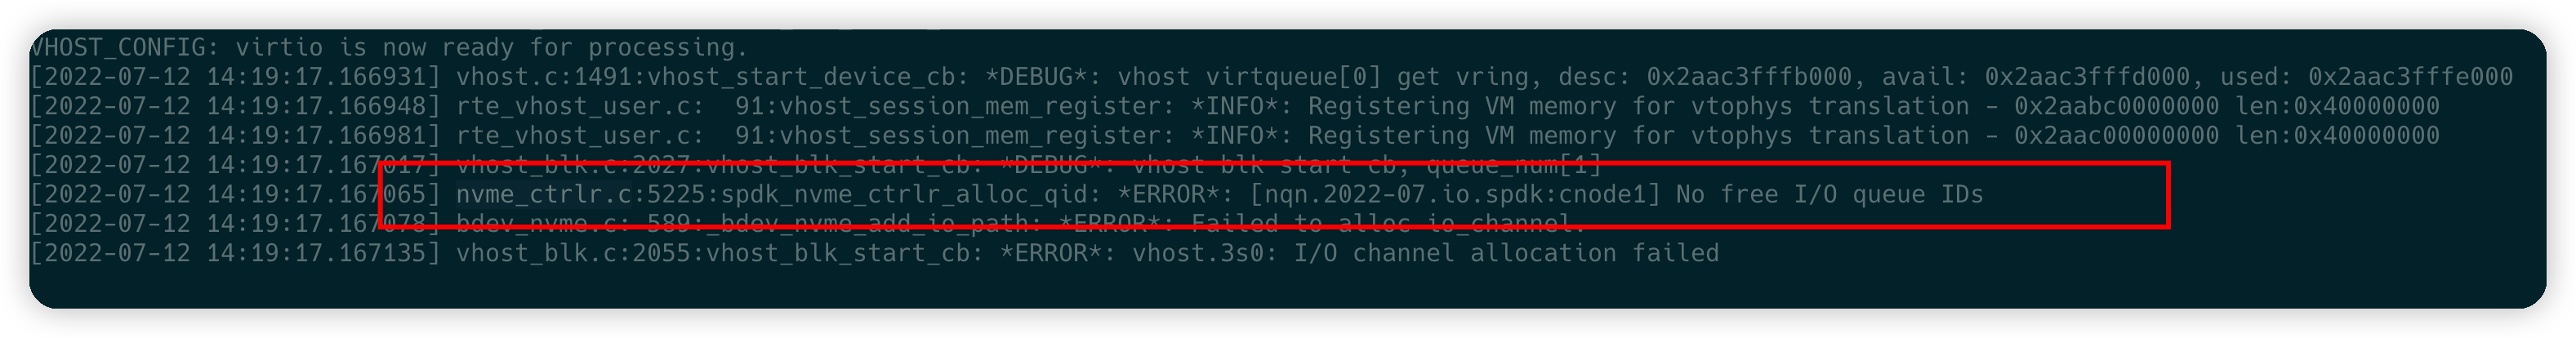 VHOST_CONFIG: virtio is now ready for processing.
[2022-07-12 14:19:17.166931] vhost.c:1491:vhost_start_device_cb: *DEBUG*: vhost virtqueue[0] get vring, desc: 0x2aac3fffb000, avail: 0x2aac3fffd000, used: 0x2aac3fffe000
[2022-07-12 14:19:17.166948] rte_vhost_user.c:  91:vhost_session_mem_register: *INFO*: Registering VM memory for vtophys translation - 0x2aabc0000000 len:0x40000000
[2022-07-12 14:19:17.166981] rte_vhost_user.c:  91:vhost_session_mem_register: *INFO*: Registering VM memory for vtophys translation - 0x2aac00000000 len:0x40000000
[2022-07-12 14:19:17.167017] vhost_blk.c:2027:vhost_blk_start_cb: *DEBUG*: vhost blk start cb, queue_num[1]
[2022-07-12 14:19:17.167065] nvme_ctrlr.c:5225:spdk_nvme_ctrlr_alloc_qid: *ERROR*: [nqn.2022-07.io.spdk:cnode1] No free I/O queue IDs
[2022-07-12 14:19:17.167078] bdev_nvme.c: 589:_bdev_nvme_add_io_path: *ERROR*: Failed to alloc io_channel.
[2022-07-12 14:19:17.167135] vhost_blk.c:2055:vhost_blk_start_cb: *ERROR*: vhost.3s0: I/O channel allocation failed